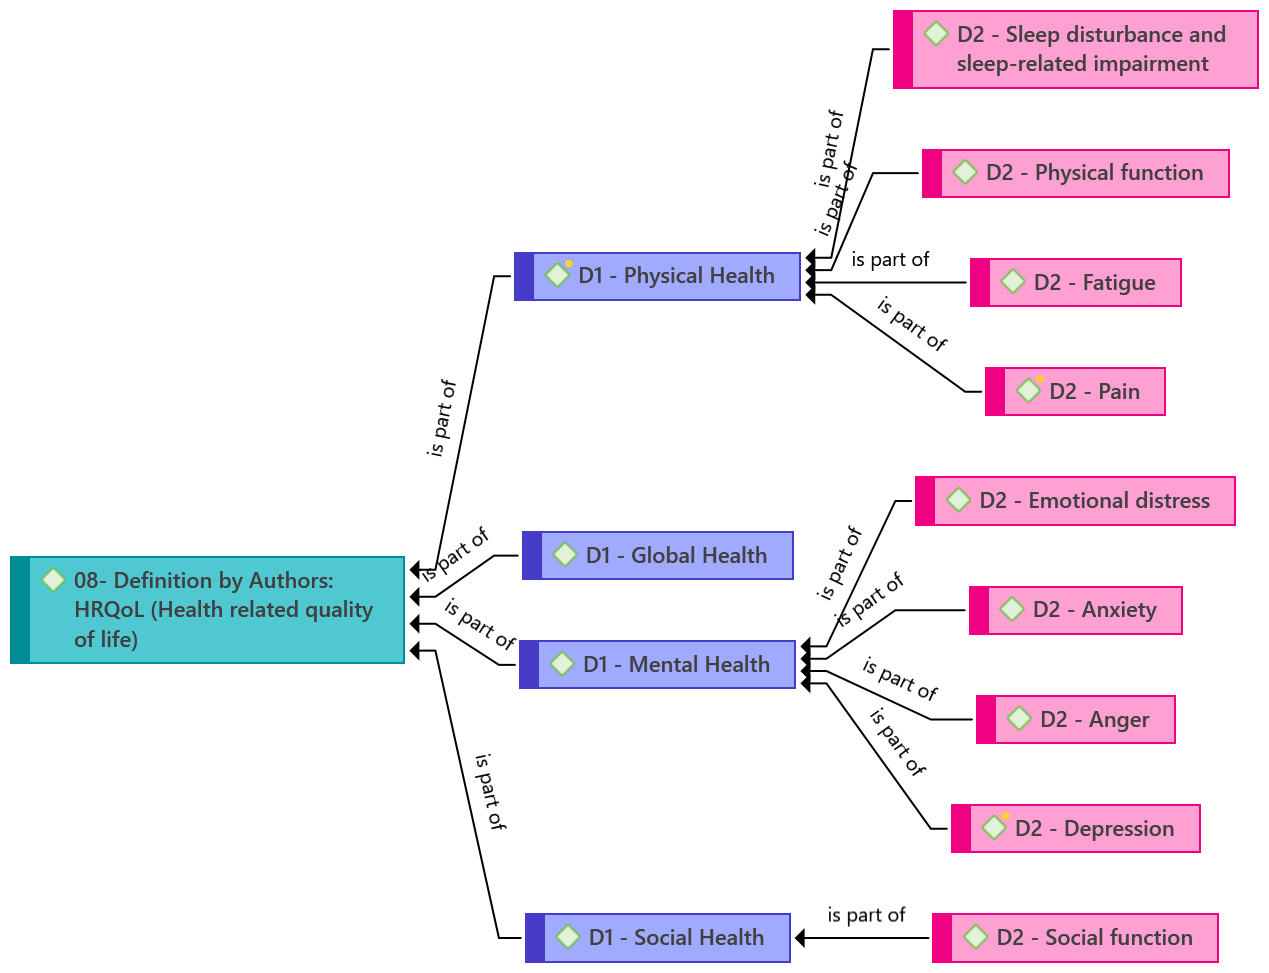 D2 - Sleep disturbance and
sleep-related impairment
is part of
D2 - Physical function
is part of
is part of
D2 - Fatigue
D1 - Physical Health
is part of
D2 - Pain
is part of
D2 - Emotional distress
is part of
is part of
D1 - Global Health
08- Definition by Authors:
HRQoL (Health related quality
of life)
is part of
D2 - Anxiety
is part of
D1 - Mental Health
is part of
D2 - Anger
is part of
D2 - Depression
is part of
D1 - Social Health
is part of
D2 - Social function